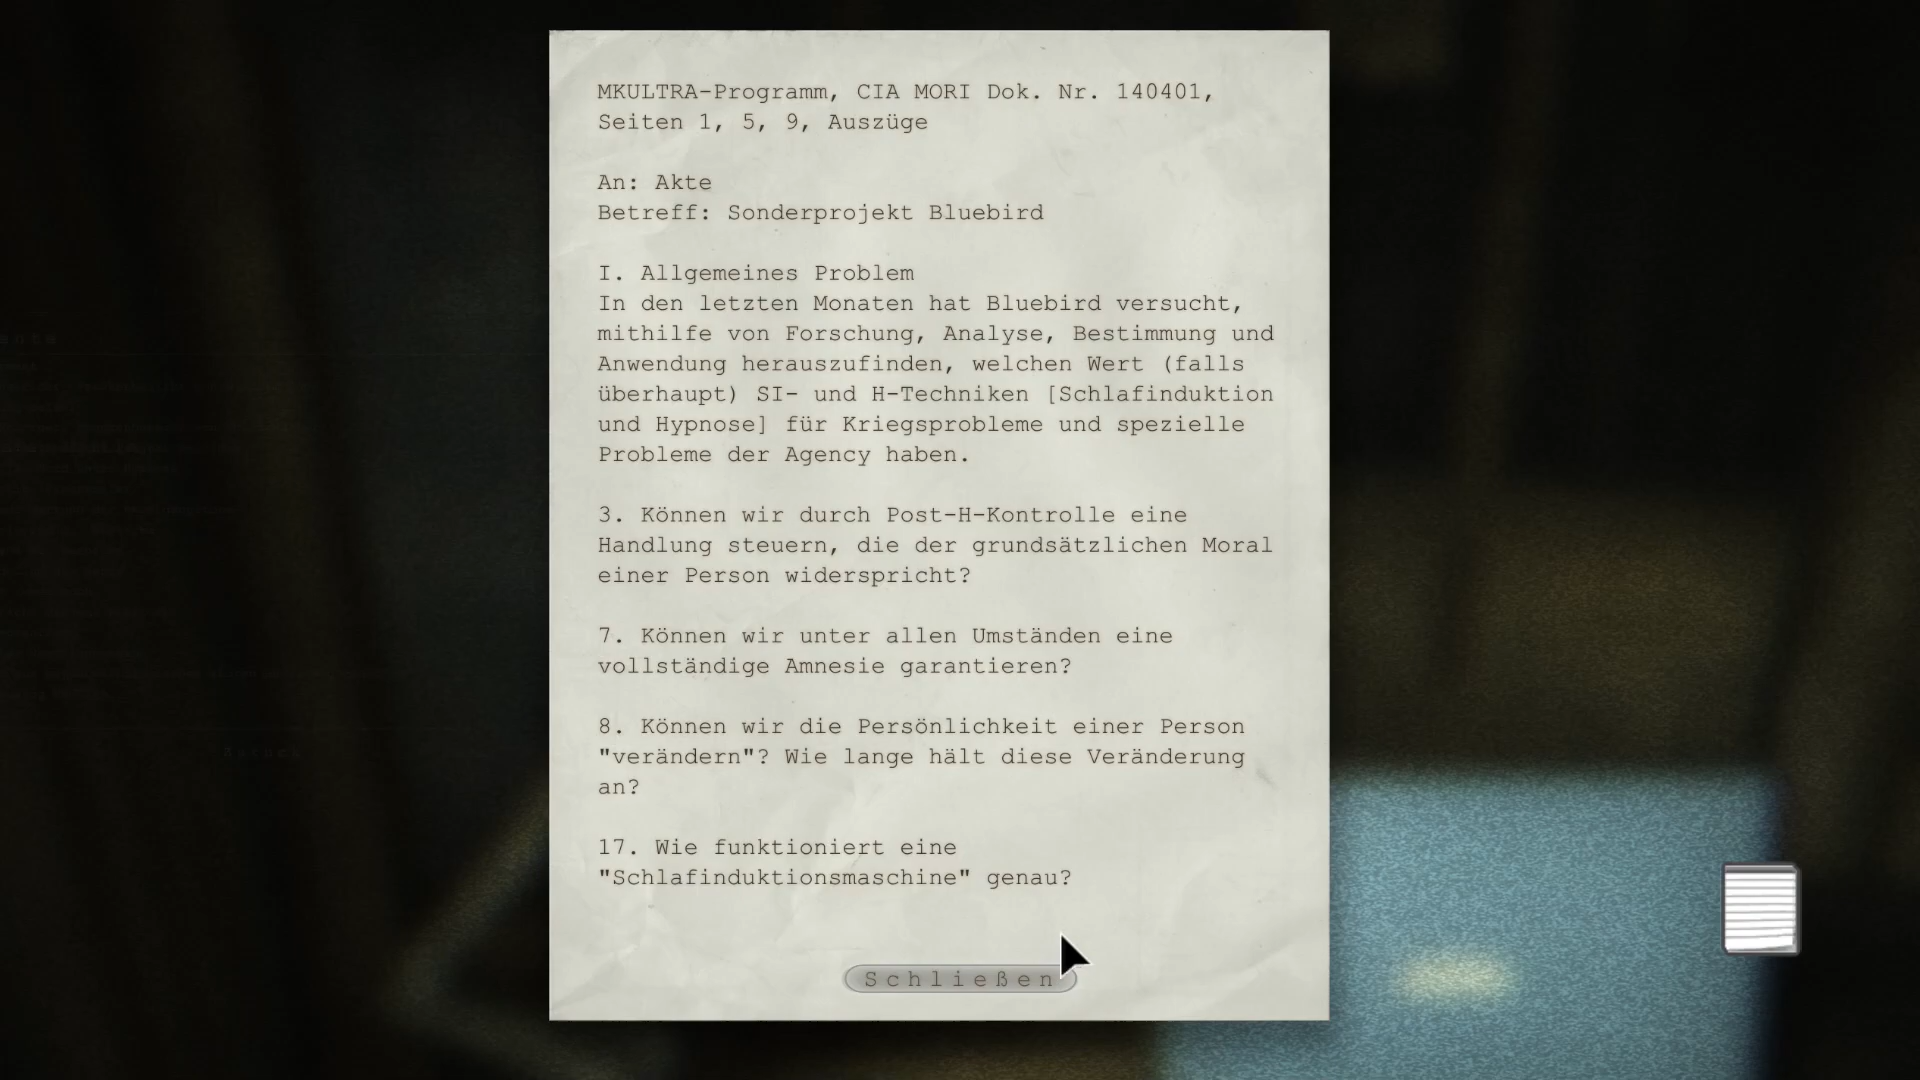 MKULTRA-Programm, CIA MORI Dok. Nr. 140401,
Seiten 1, 5, 9, Auszüge
An: Akte
Betreff: Sonderprojekt Bluebird
I. Allgemeines Problem
In den letzten Monaten hat Bluebird versucht,
mithilfe von Forschung, Analyse, Bestimmung und
Anwendung herauszufinden, welchen Wert (falls
überhaupt) SI- und H-Techniken [Schlafinduktion
und Hypnose] für Kriegsprobleme und spezielle
Probleme der Agency haben.
3. Können wir durch Post-H-Kontrolle eine
Handlung steuern, die der grundsätzlichen Moral
einer Person widerspricht?
7. Können wir unter allen Umständen eine
vollständige Amnesie garantieren?
8. Können wir die Persönlichkeit einer Person
"verändern"? Wie lange hält diese Veränderung
an?
17. Wie funktioniert eine
"Schlafinduktionsmaschine" genau?
Schließen